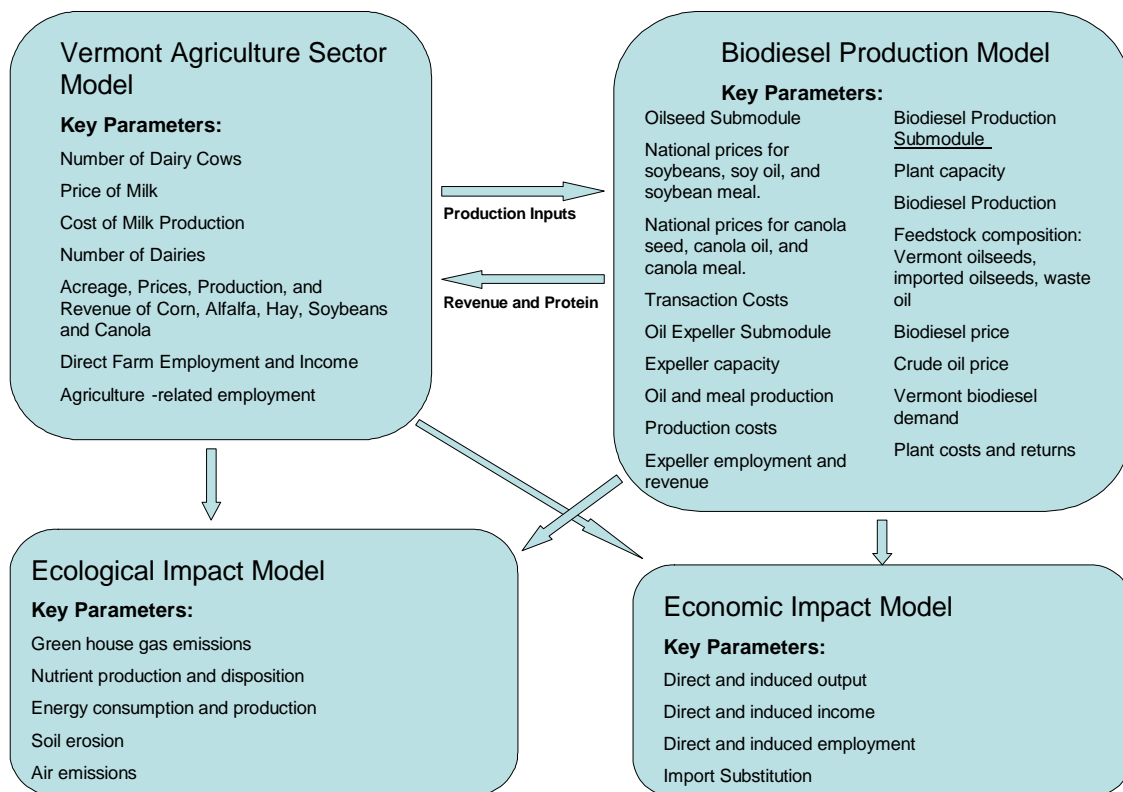 Vermont Agriculture Sector
Model
Key Parameters:
Number of Dairy Cows
Price of Milk
Cost of Milk Production
Number of Dairies
Acreage, Prices, Production, and
Revenue of Corn, Alfalfa, Hay, Soybeans
and Canola
Direct Farm Employment and Income
Agriculture -related employment
Production Inputs
Revenue and Protein
Biodiesel Production Model
Key Parameters:
Oilseed Submodule
National prices for
soybeans, soy oil, and
soybean meal.
National prices for canola
seed, canola oil, and
canola meal.
Transaction Costs
Oil Expeller Submodule
Expeller capacity
Oil and meal production
Production costs
Expeller employment and
revenue
Biodiesel Production
Submodule
Plant capacity
Biodiesel Production
Feedstock composition:
Vermont oilseeds,
imported oilseeds, waste
oil
Biodiesel price
Crude oil price
Vermont biodiesel
demand
Plant costs and returns
Ecological Impact Model
Key Parameters:
Green house gas emissions
Nutrient production and disposition
Energy consumption and production
Soil erosion
Air emissions
Economic Impact Model
Key Parameters:
Direct and induced output
Direct and induced income
Direct and induced employment
Import Substitution